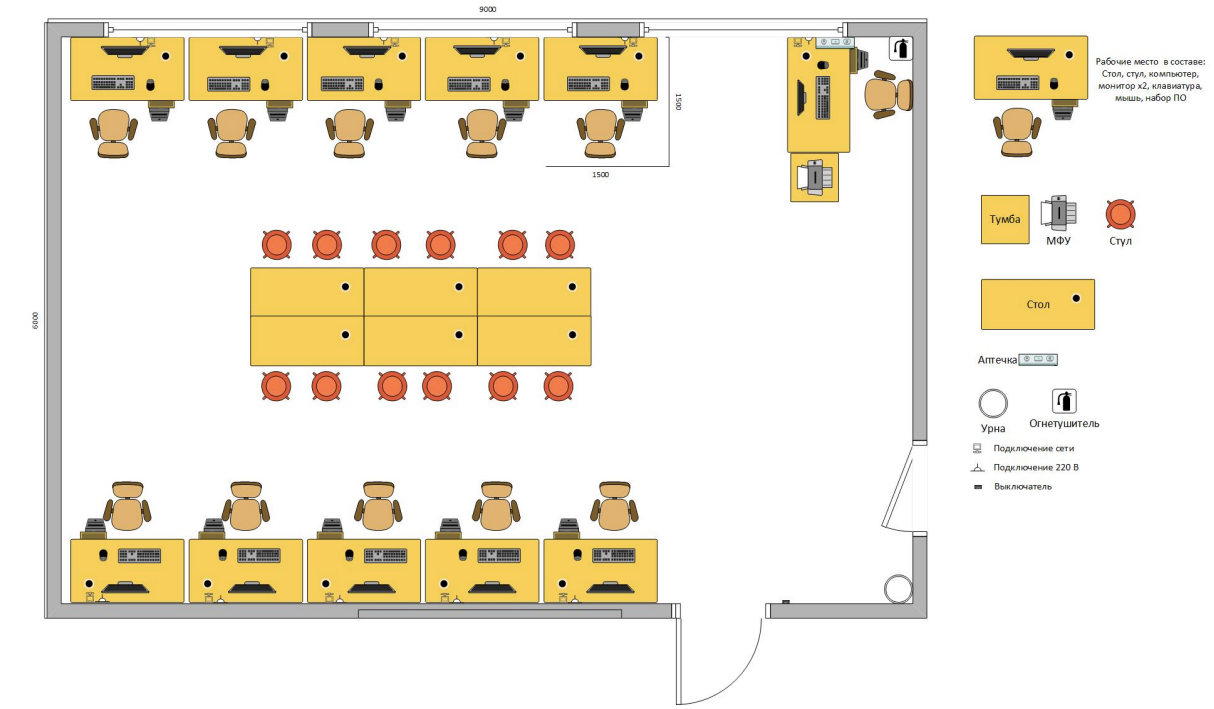 9000
6000
1500
1500
Рабочие место в составе:
Стол, стул, компьютер,
монитор x2, клавиатура,
мышь, набор ПО
Тумба
МФУ
Стул
Стол
Аптечка
Урна
Огнетушитель
Подключение сети
Подключение 220 В
Выключатель